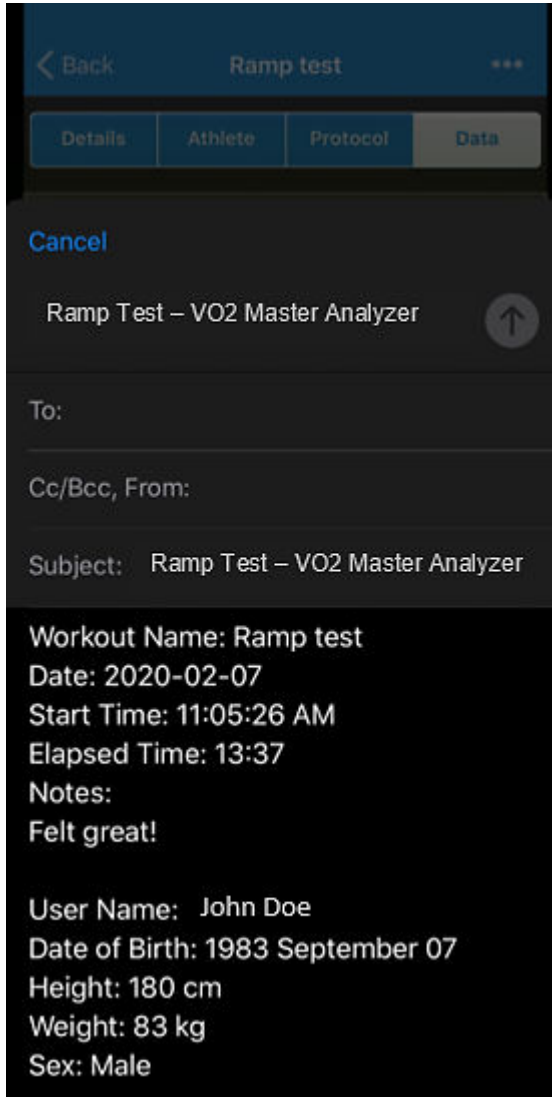 Back Ramp test
Details Athlete Protocol Data
Cancel
Ramp Test – VO2 Master Analyzer
To:
Cc/Bcc, From:
Subject: Ramp Test – VO2 Master Analyzer
Workout Name: Ramp test
Date: 2020-02-07
Start Time: 11:05:26 AM
Elapsed Time: 13:37
Notes:
Felt great!
User Name: John Doe
Date of Birth: 1983 September 07
Height: 180 cm
Weight: 83 kg
Sex: Male